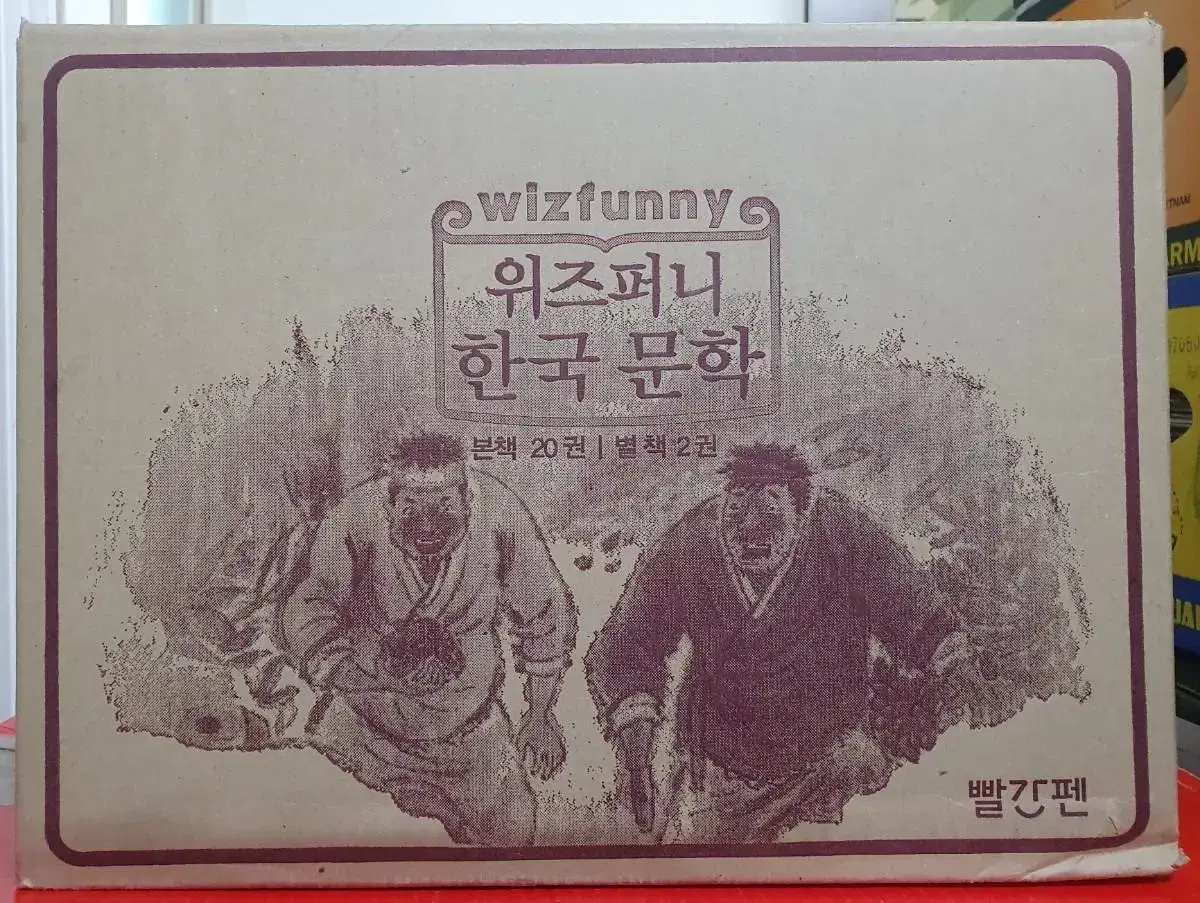 wizfunny
위즈퍼니
한국 문학
본책 20권 | 별책 2권
빨간펜